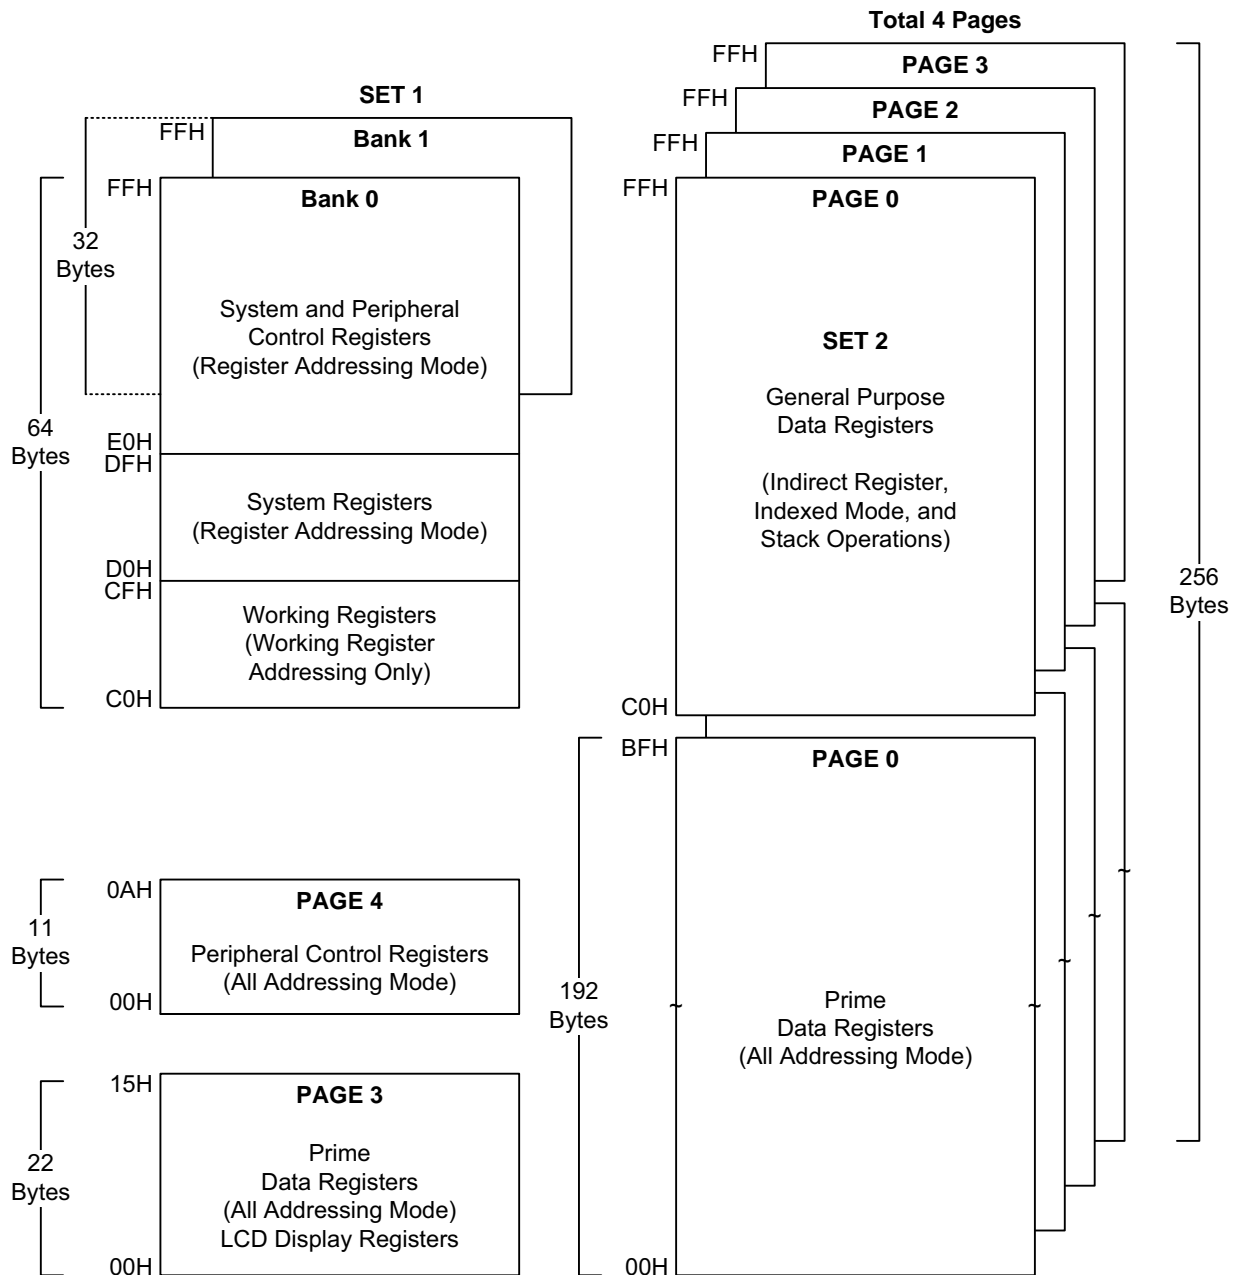 Total 4 Pages
FFH
PAGE 3
FFH
PAGE 2
FFH
PAGE 1
FFH
PAGE 0
SET 2
General Purpose
Data Registers
(Indirect Register,
Indexed Mode, and
Stack Operations)
C0H
256
Bytes
BFH
PAGE 0
192
Bytes
~
~
~
~
~
Prime
Data Registers
(All Addressing Mode)
00H
SET 1
FFH
Bank 1
FFH
Bank 0
32
Bytes
System and Peripheral
Control Registers
(Register Addressing Mode)
64
Bytes
E0H
DFH
System Registers
(Register Addressing Mode)
D0H
CFH
Working Registers
(Working Register
Addressing Only)
C0H
0AH
PAGE 4
11
Bytes
Peripheral Control Registers
(All Addressing Mode)
00H
15H
PAGE 3
22
Bytes
Prime
Data Registers
(All Addressing Mode)
LCD Display Registers
00H